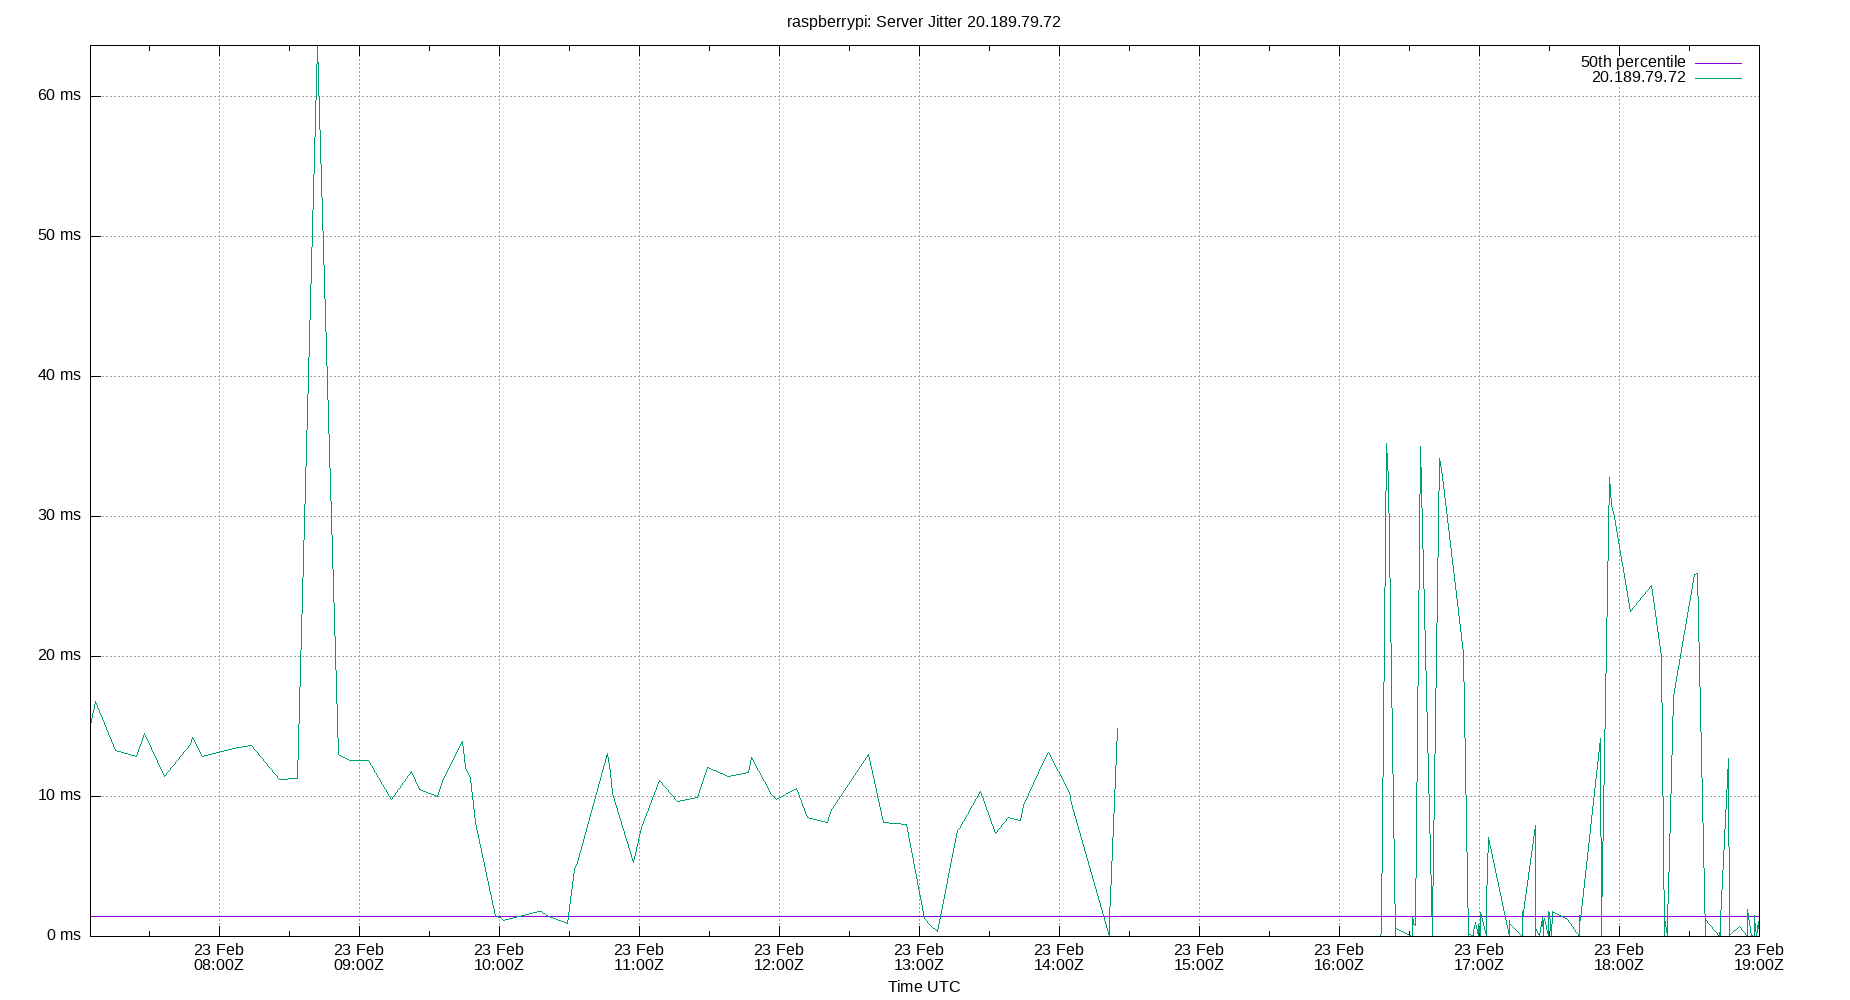 raspberrypi: Server Jitter 20.189.79.72
50th percentile
20.189.79.72
60 ms
50 ms
40 ms
30 ms
20 ms
10 ms
0 ms
23 Feb 23 Feb 23 Feb 23 Feb 23 Feb 23 Feb 23 Feb 23 Feb 23 Feb 23 Feb 23 Feb 23 Feb
08:00Z 09:00Z 10:00Z 11:00Z 12:00Z 13:00Z 14:00Z 15:00Z 16:00Z 17:00Z 18:00Z 19:00Z
Time UTC